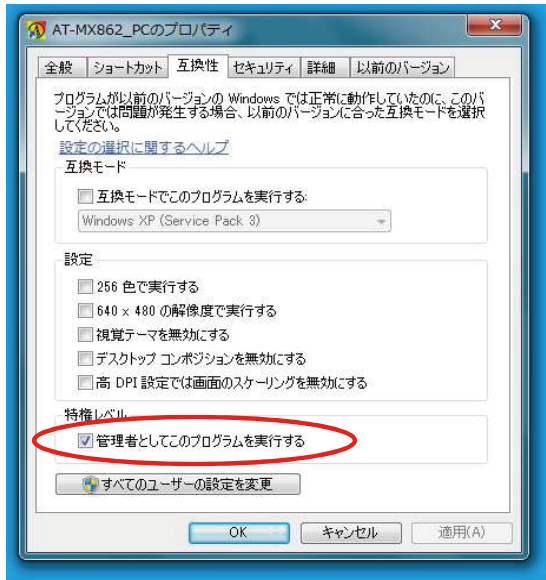 AT-MX862_PCのプロパティ
全般 ショートカット 互換性 セキュリティ 詳細 以前のバージョン
プログラムが以前のバージョンの Windows では正常に動作していたのに、このバ
ージョンでは問題が発生する場合、以前のバージョンに合った互換モードを選択
してください。
設定の選択に関するヘルプ
互換モード
互換モードでこのプログラムを実行する:
Windows XP (Service Pack 3)
設定
256 色で実行する
640 x 480 の解像度で実行する
視覚テーマを無効にする
デスクトップ コンポジションを無効にする
高 DPI 設定では画面のスケーリングを無効にする
特権レベル
管理者としてこのプログラムを実行する
すべてのユーザーの設定を変更
OK キャンセル 適用(A)